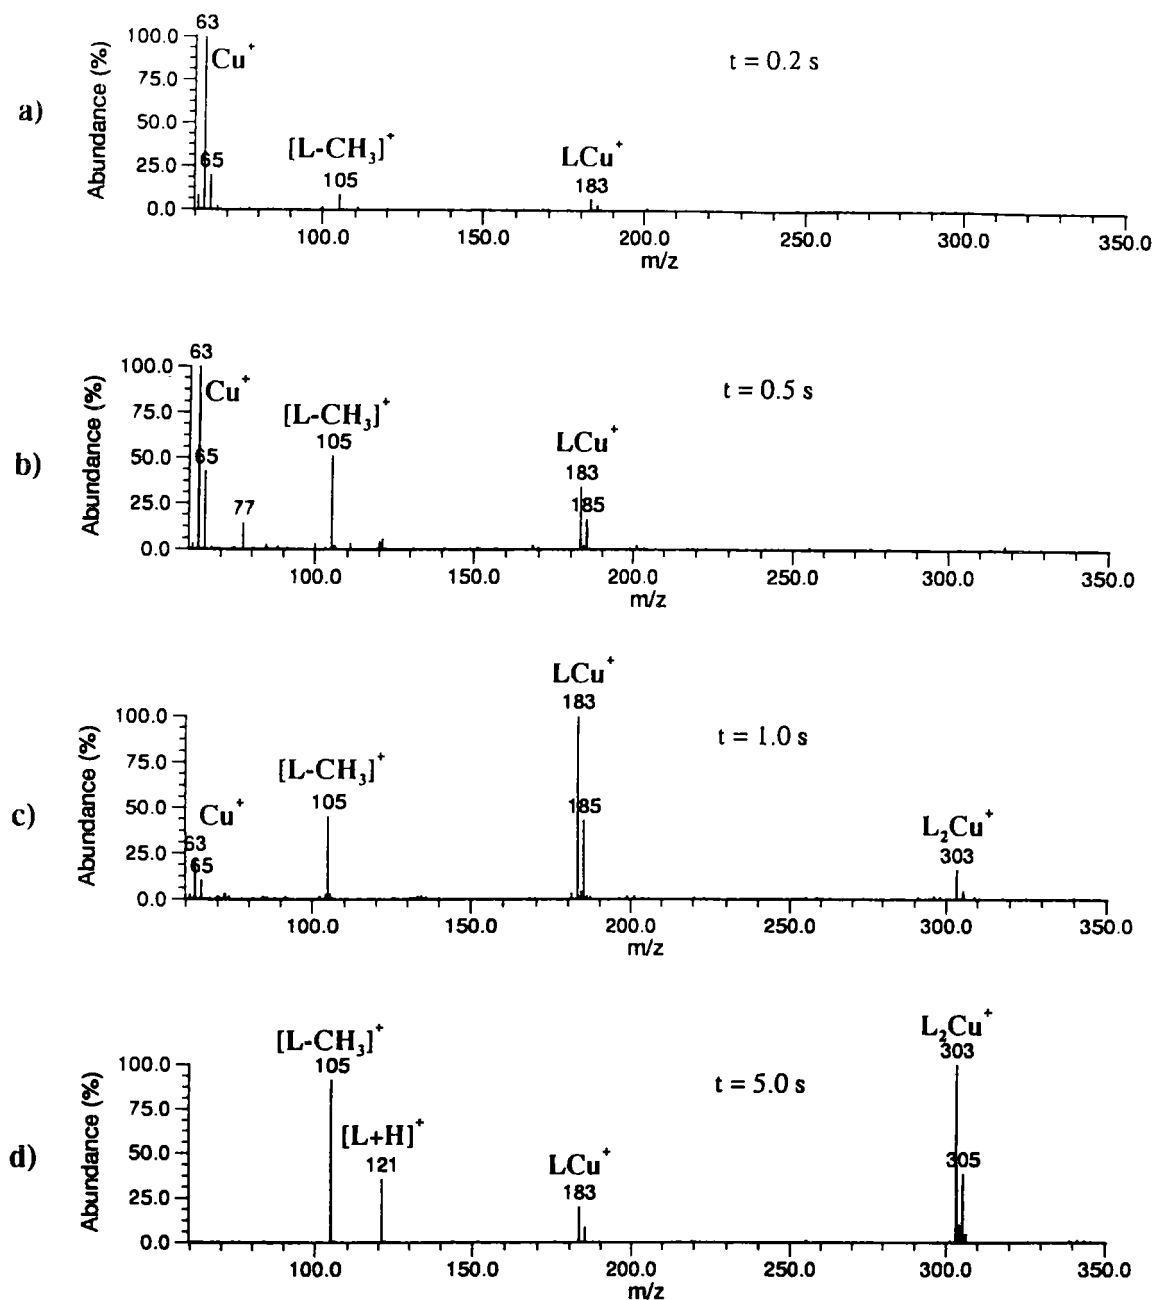 a)
Abundance (%)
100.0
75.0
50.0
25.0
0.0
63
Cu⁺
65
[L-CH₃]⁺
105
LCu⁺
183
t = 0.2 s
100.0 150.0 200.0 250.0 300.0 350.0
m/z
b)
Abundance (%)
100.0
75.0
50.0
25.0
0.0
63
Cu⁺
65
77
[L-CH₃]⁺
105
LCu⁺
183
185
t = 0.5 s
100.0 150.0 200.0 250.0 300.0 350.0
m/z
c)
Abundance (%)
100.0
75.0
50.0
25.0
0.0
Cu⁺
63
65
[L-CH₃]⁺
105
LCu⁺
183
185
t = 1.0 s
L₂Cu⁺
303
100.0 150.0 200.0 250.0 300.0 350.0
m/z
d)
Abundance (%)
100.0
75.0
50.0
25.0
0.0
[L-CH₃]⁺
105
[L+H]⁺
121
LCu⁺
183
t = 5.0 s
L₂Cu⁺
303
305
100.0 150.0 200.0 250.0 300.0 350.0
m/z